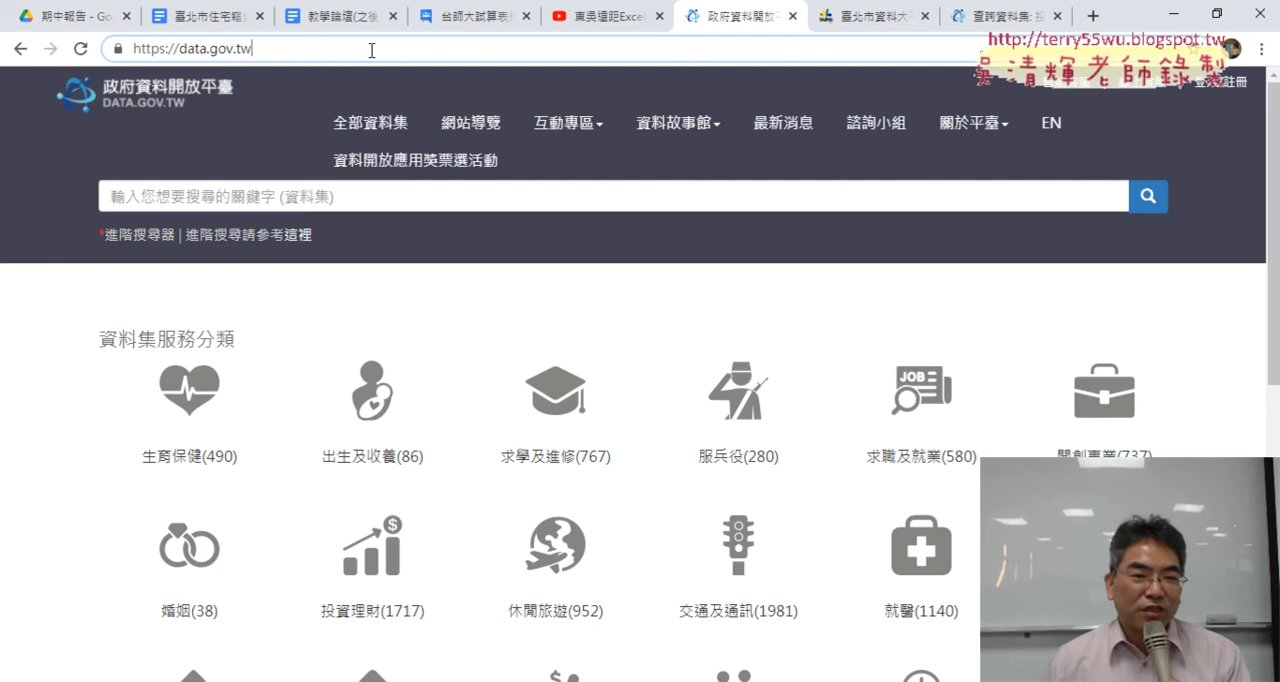 期中報告 - Go
臺北市住宅竊
教學論壇(之後
台師大試算表
東吳遠距Excel
政府資料開放平
臺北市資料大
查詢資料集: 投
https://data.gov.tw
http://terry55wu.blogspot.tw
吳清輝老師錄製
政府資料開放平臺
DATA.GOV.TW
註冊
全部資料集
網站導覽
互動專區
資料故事館
最新消息
諮詢小組
關於平臺
EN
資料開放應用獎票選活動
輸入您想要搜尋的關鍵字 (資料集)
*進階搜尋器 | 進階搜尋請參考這裡
資料集服務分類
JOB
生育保健(490)
出生及收養(86)
求學及進修(767)
服兵役(280)
求職及就業(580)
開創事業(737)
婚姻(38)
投資理財(1717)
休閒旅遊(952)
交通及通訊(1981)
就醫(1140)